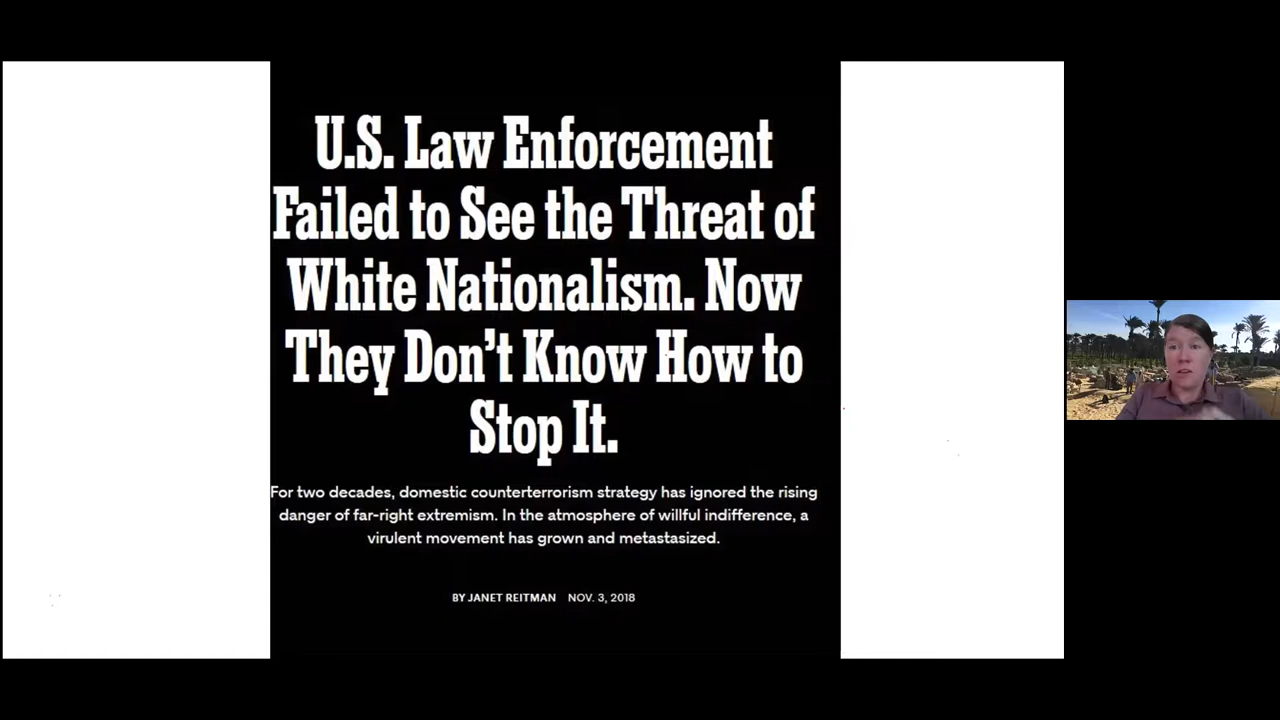 U.S. Law Enforcement
Failed to See the Threat of
White Nationalism. Now
They Don't Know How to
Stop It.
For two decades, domestic counterterrorism strategy has ignored the rising
danger of far-right extremism. In the atmosphere of willful indifference, a
virulent movement has grown and metastasized.
BY JANET REITMAN NOV. 3, 2018